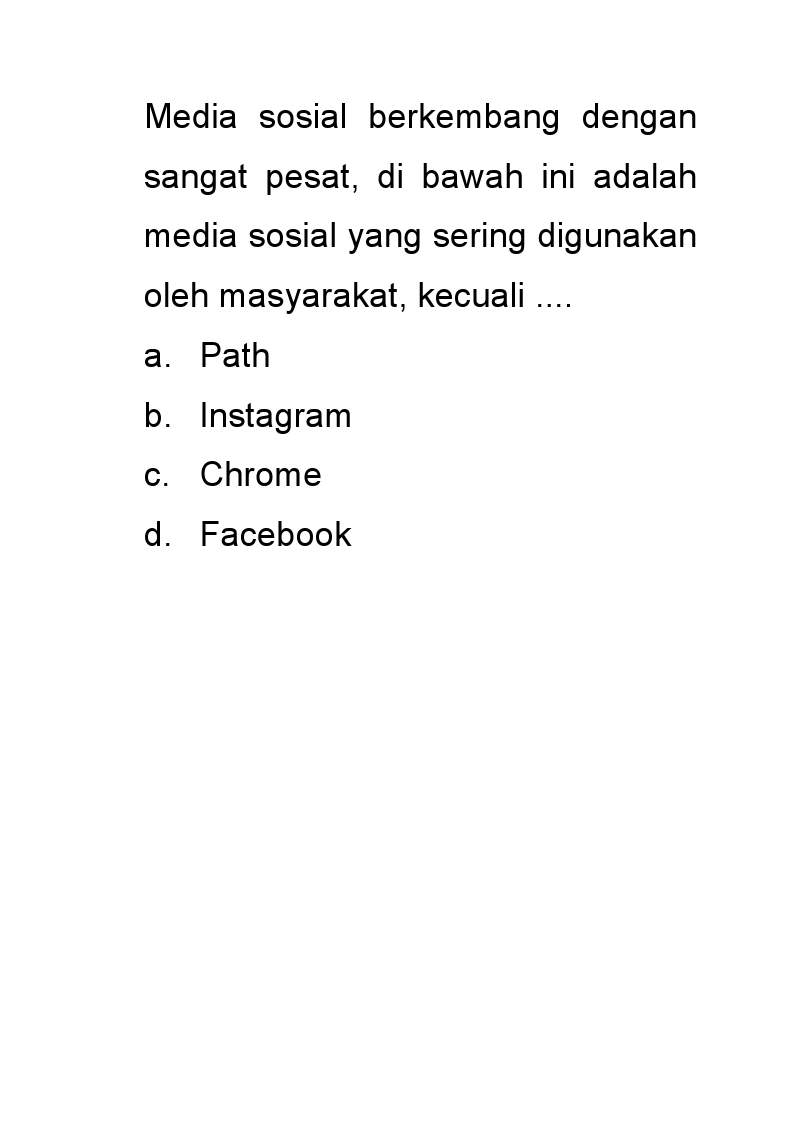 Media sosial berkembang dengan
sangat pesat, di bawah ini adalah
media sosial yang sering digunakan
oleh masyarakat, kecuali ....
a. Path
b. Instagram
c. Chrome
d. Facebook